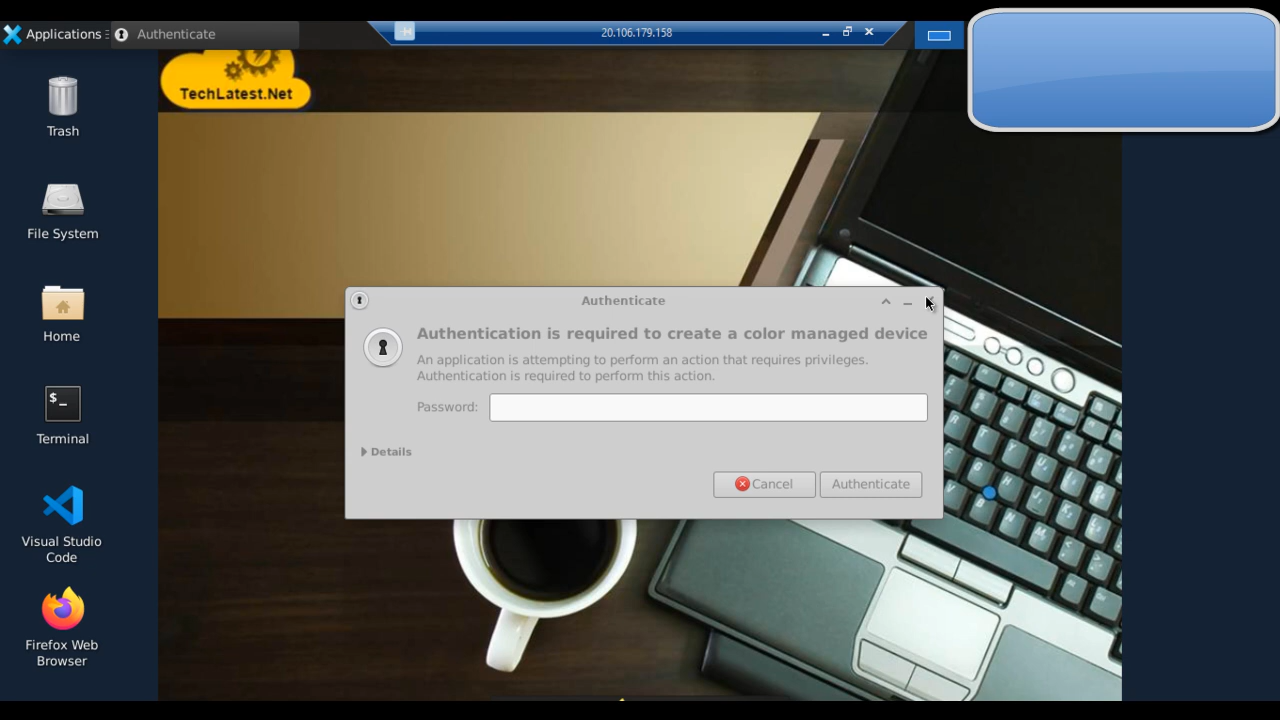 Applications
Authenticate
20.106.179.158
TechLatest.Net
Trash
File System
Home
$_
Terminal
Visual Studio
Code
Firefox Web
Browser
Authenticate
Authentication is required to create a color managed device
An application is attempting to perform an action that requires privileges.
Authentication is required to perform this action.
Password:
Details
Cancel
Authenticate